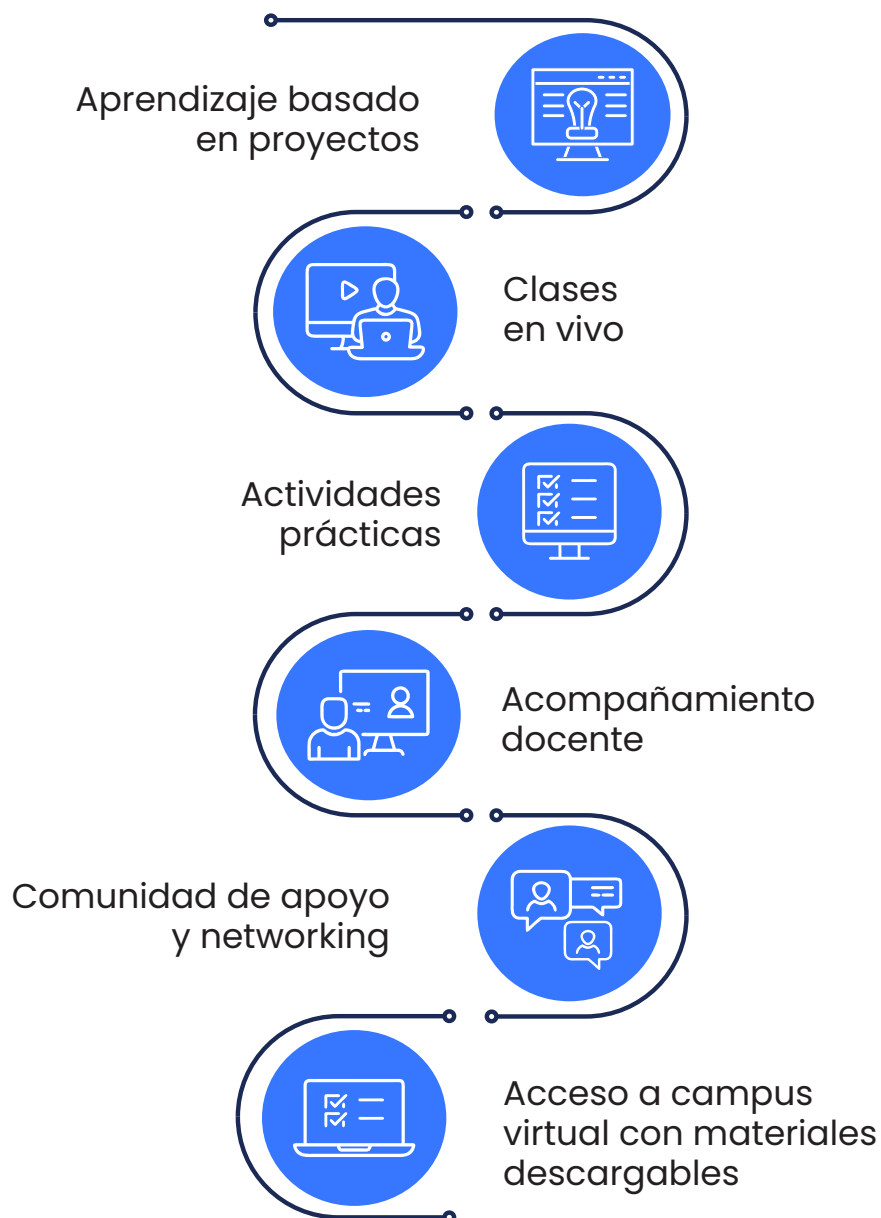 Aprendizaje basado
en proyectos
Clases
en vivo
Actividades
prácticas
Acompañamiento
docente
Comunidad de apoyo
y networking
Acceso a campus
virtual con materiales
descargables